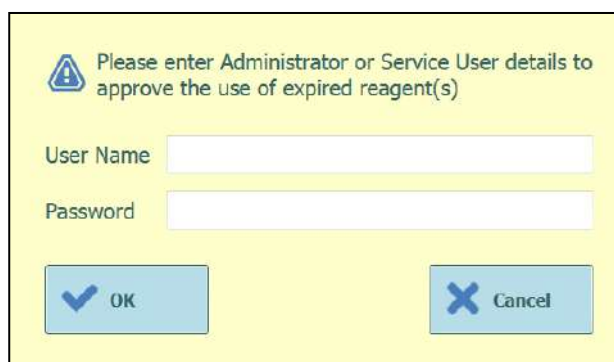 Please enter Administrator or Service User details to
approve the use of expired reagent(s)
User Name
Password
OK
Cancel